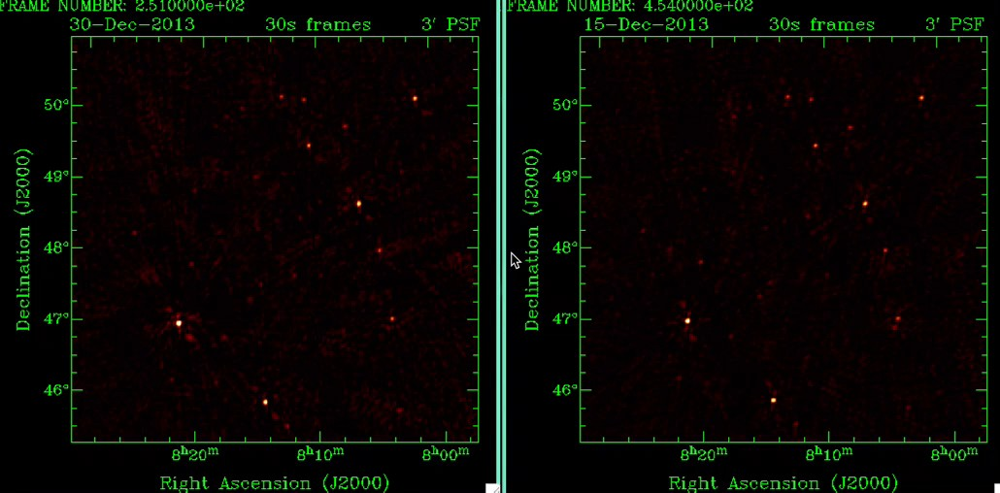 FRAME NUMBER: 2.510000e+02
30-Dec-2013 30s frames 3′ PSF
50°
49°
48°
47°
46°
Declination (J2000)
8ʰ20ᵐ 8ʰ10ᵐ 8ʰ00ᵐ
Right Ascension (J2000)
FRAME NUMBER: 4.540000e+02
15-Dec-2013 30s frames 3′ PSF
50°
49°
48°
47°
46°
Declination (J2000)
8ʰ20ᵐ 8ʰ10ᵐ 8ʰ00ᵐ
Right Ascension (J2000)